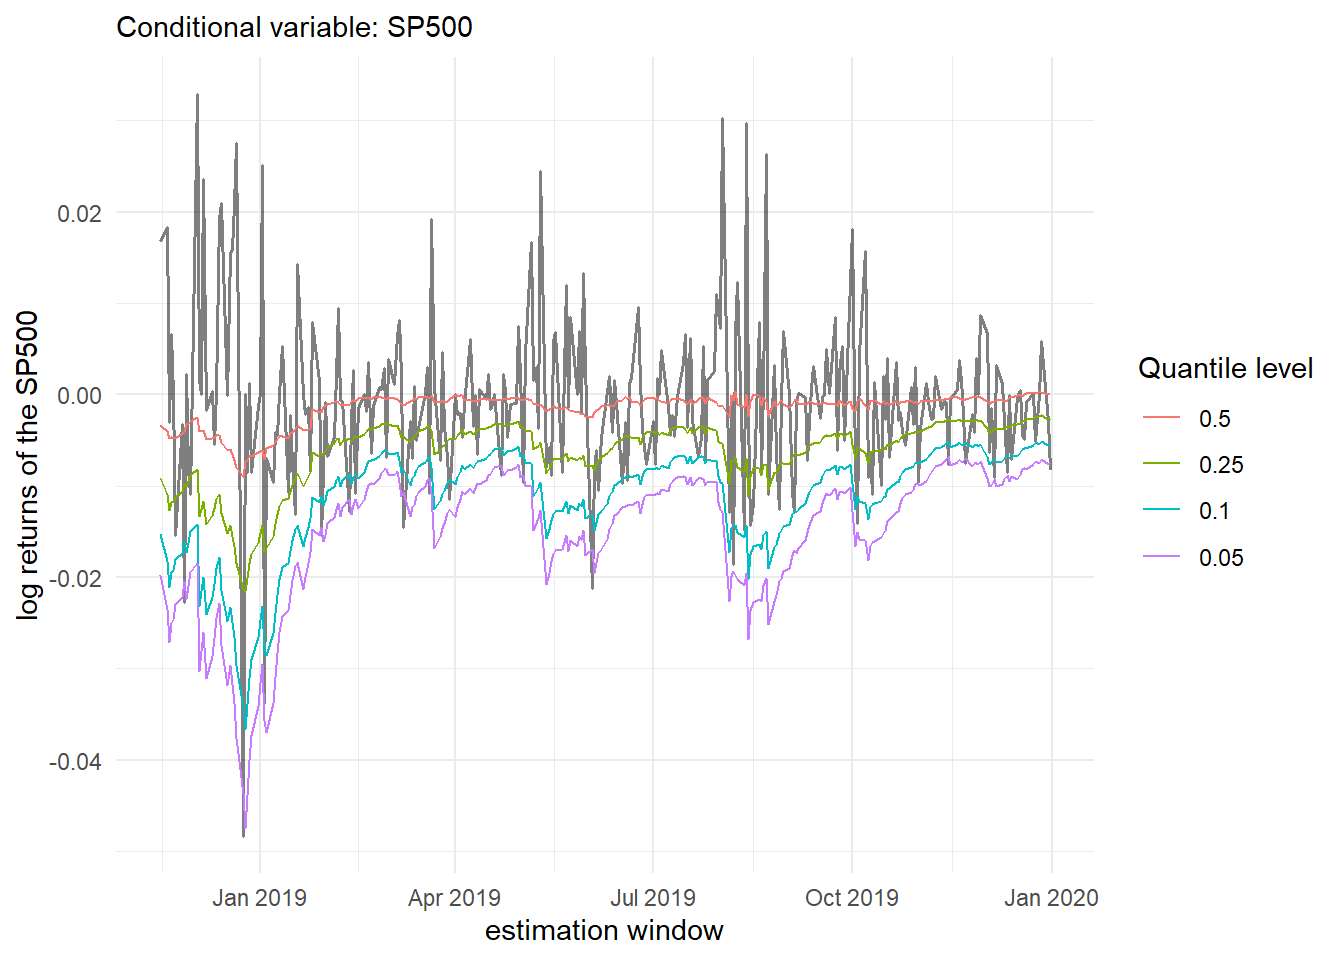 Conditional variable: SP500
log returns of the SP500
0.02
0.00
-0.02
-0.04
Jan 2019
Apr 2019
Jul 2019
Oct 2019
Jan 2020
estimation window
Quantile level
0.5
0.25
0.1
0.05